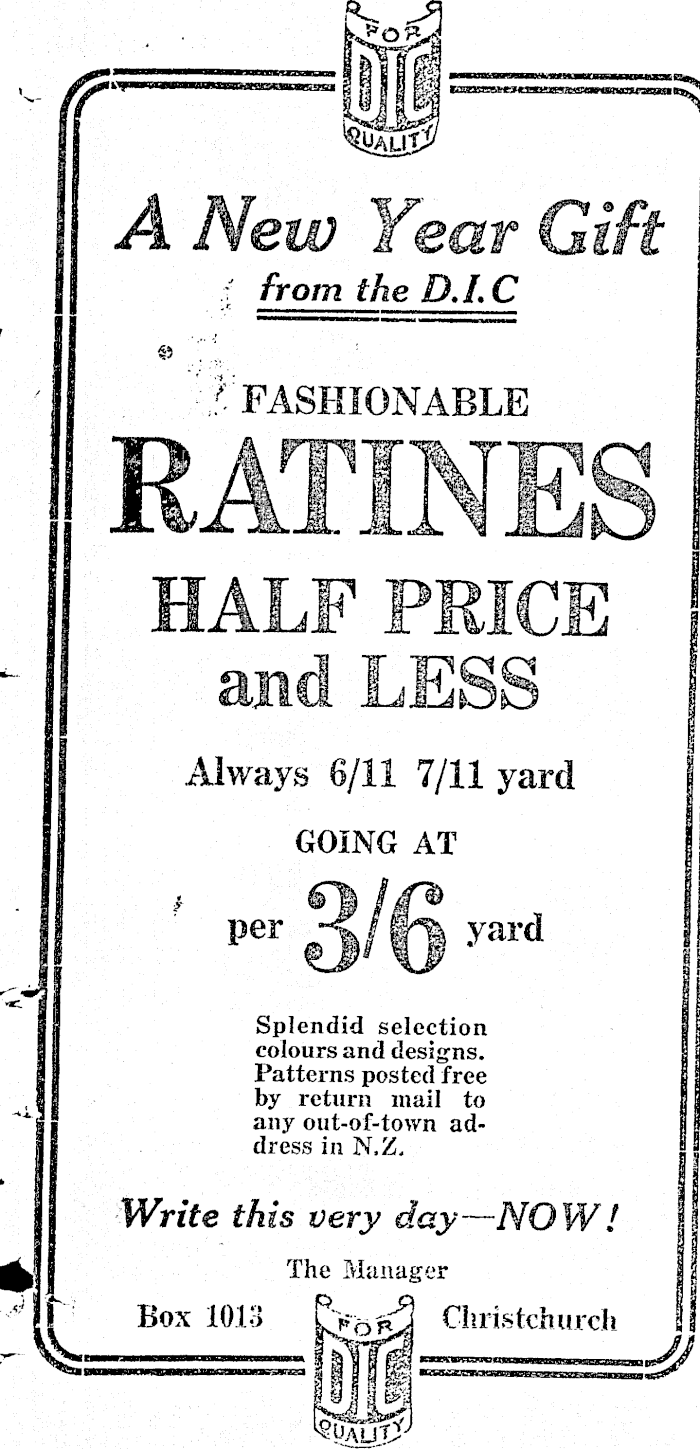 FOR
DIC
QUALITY
A New Year Gift
from the D.I.C
FASHIONABLE
RATINES
HALF PRICE
and LESS
Always 6/11 7/11 yard
GOING AT
per 3/6 yard
Splendid selection
colours and designs.
Patterns posted free
by return mail to
any out-of-town ad-
dress in N.Z.
Write this very day—NOW!
The Manager
Box 1013 Christchurch
FOR
DIC
QUALITY